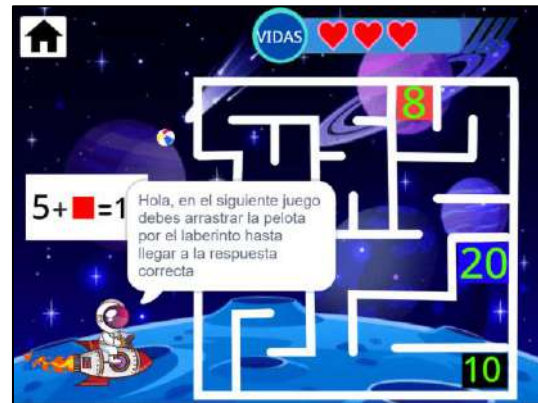 VIDAS
8
5+■=1
Hola, en el siguiente juego
debes arrastrar la pelota
por el laberinto hasta
llegar a la respuesta
correcta
20
10